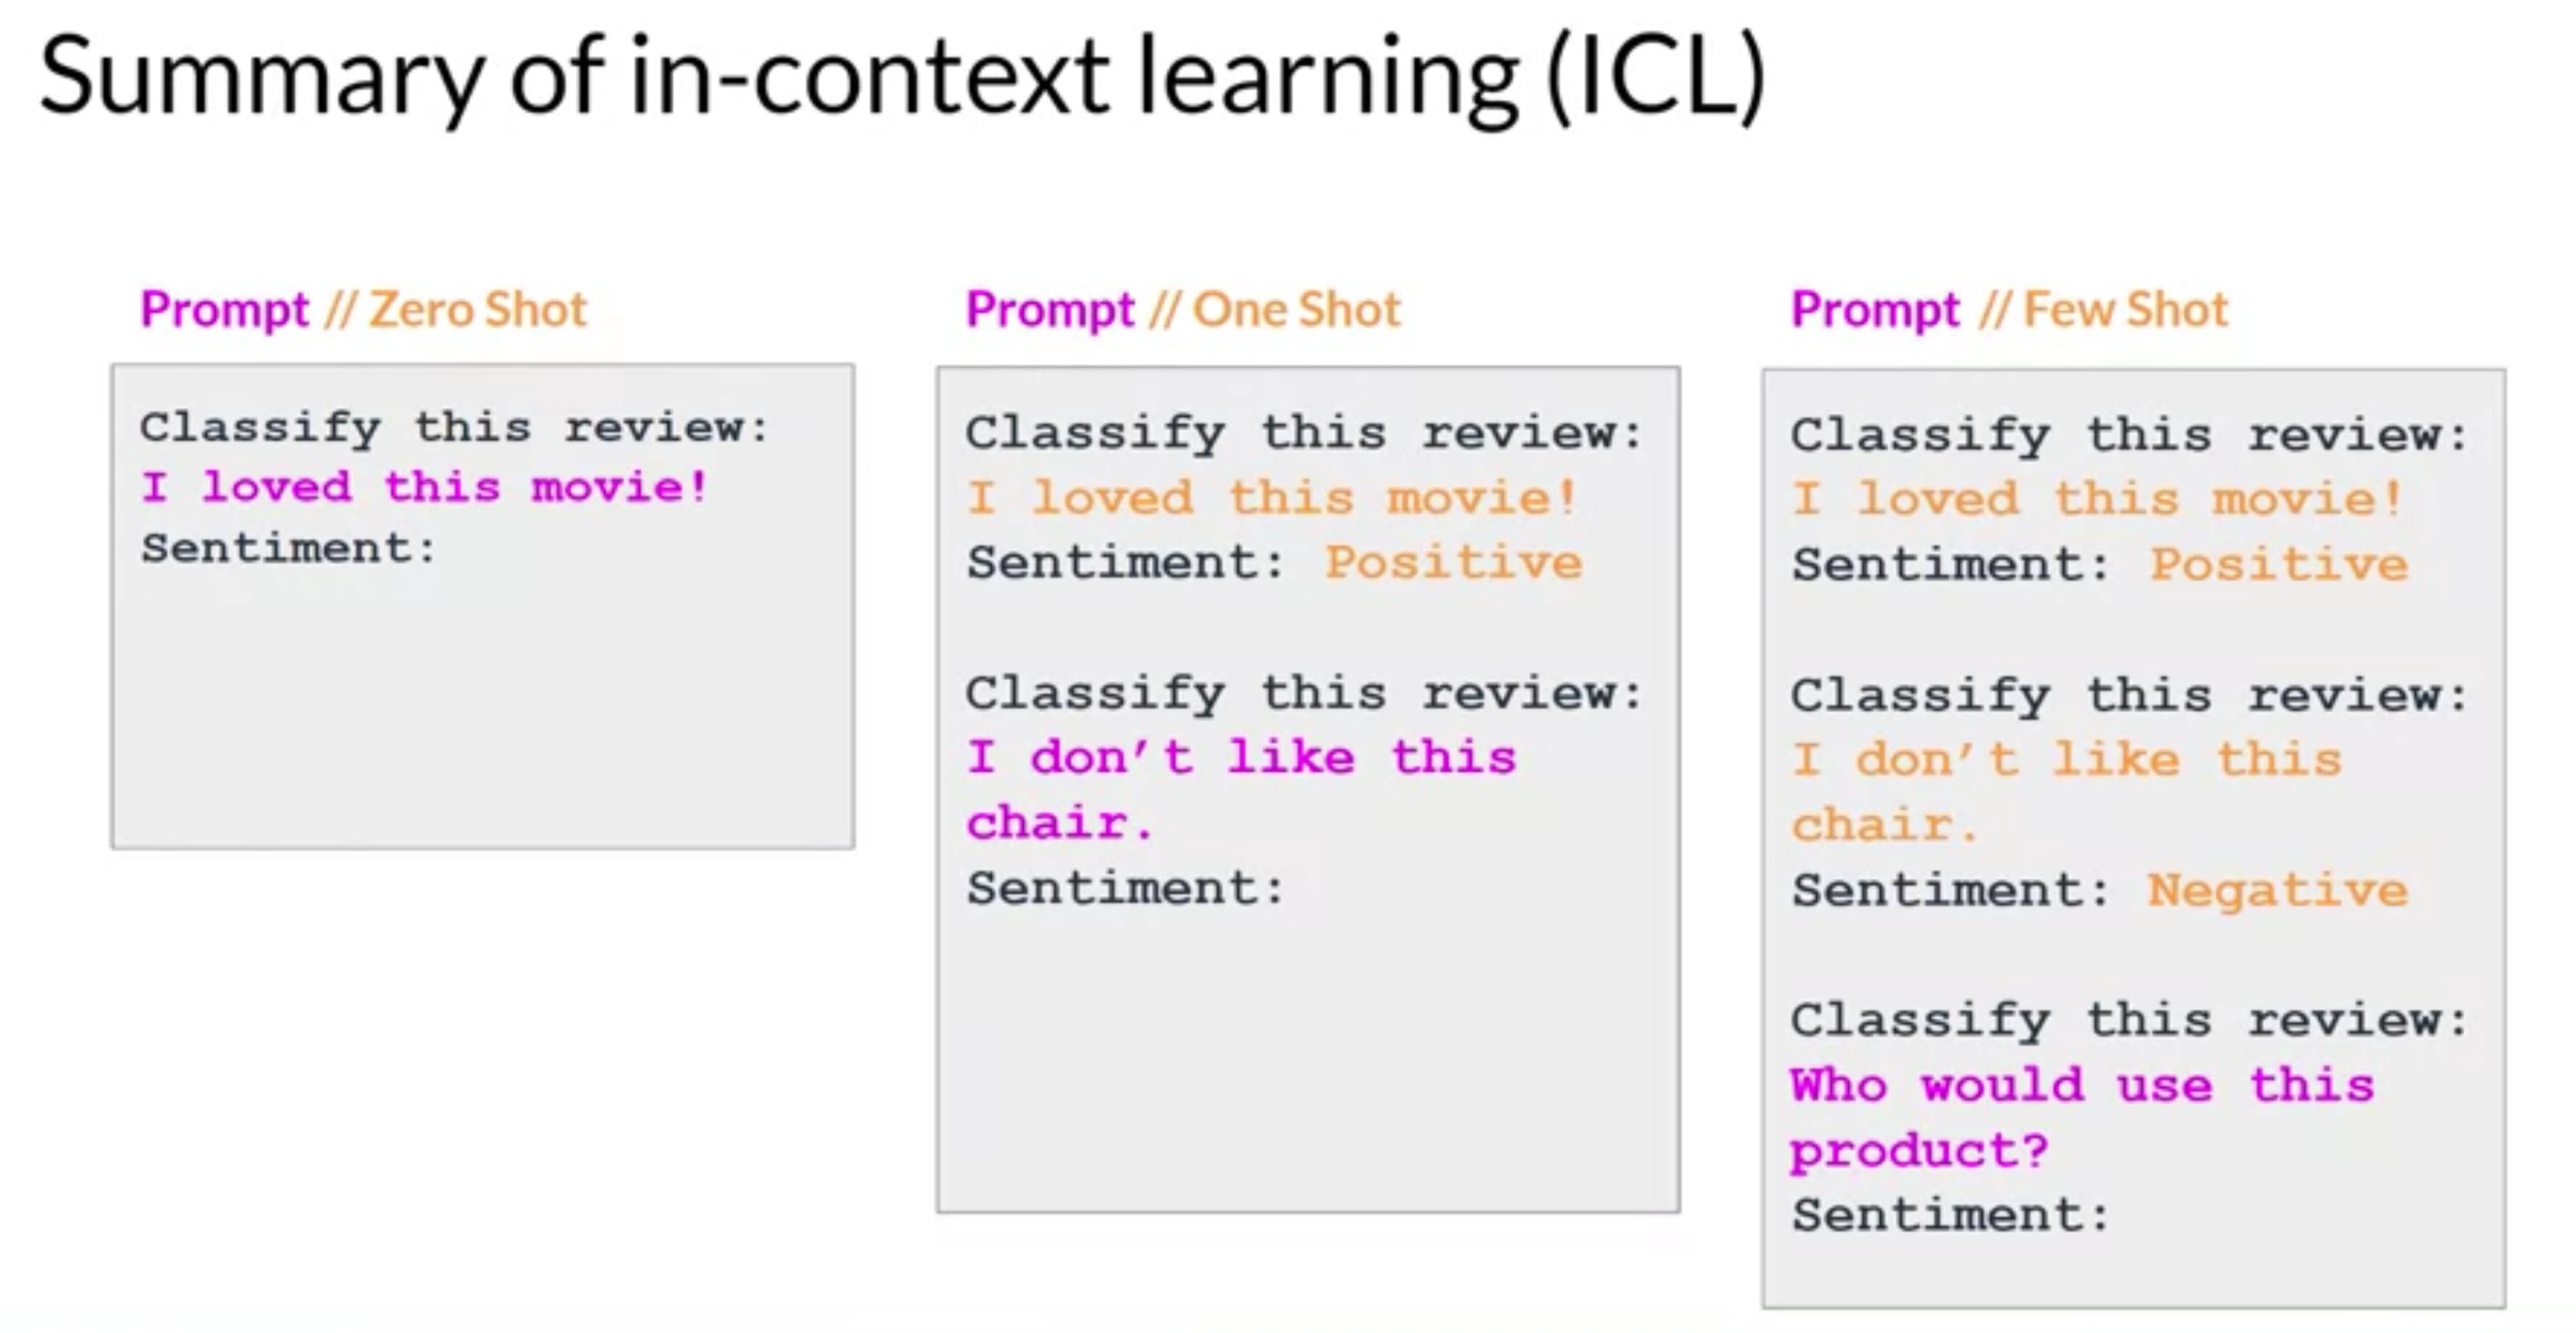 Summary of in-context learning (ICL)
Prompt // Zero Shot
Classify this review:
I loved this movie!
Sentiment:
Prompt // One Shot
Classify this review:
I loved this movie!
Sentiment: Positive
Classify this review:
I don’t like this
chair.
Sentiment:
Prompt // Few Shot
Classify this review:
I loved this movie!
Sentiment: Positive
Classify this review:
I don’t like this
chair.
Sentiment: Negative
Classify this review:
Who would use this
product?
Sentiment: